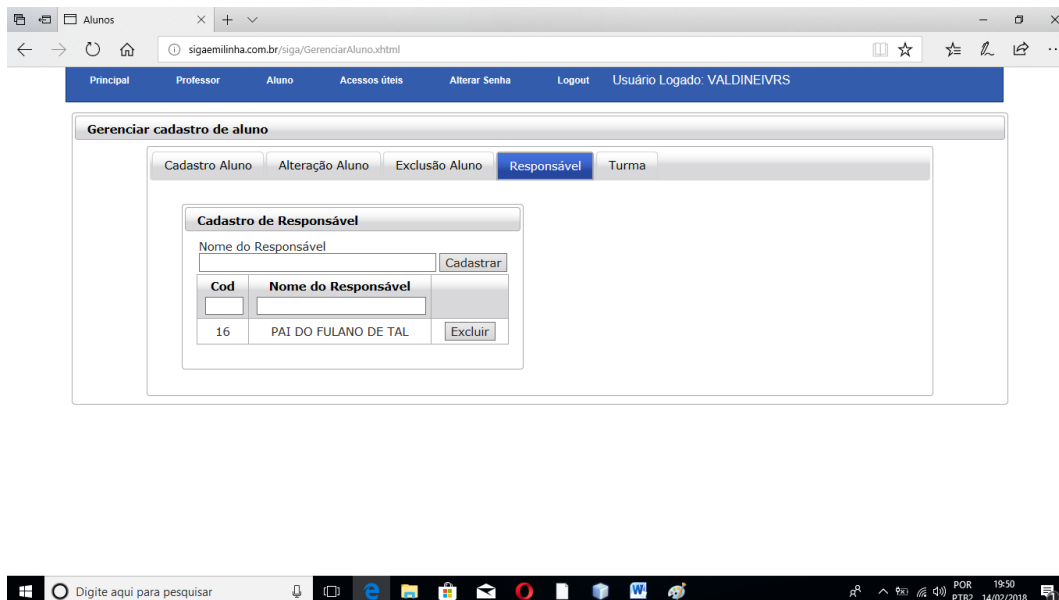 Alunos
sigaemilinha.com.br/siga/GerenciarAluno.xhtml
Principal Professor Aluno Acessos úteis Alterar Senha Logout Usuário Logado: VALDINEIVRS
Gerenciar cadastro de aluno
Cadastro Aluno Alteração Aluno Exclusão Aluno Responsável Turma
Cadastro de Responsável
Nome do Responsável
Cadastrar
Cod Nome do Responsável
16 PAI DO FULANO DE TAL Excluir
Digite aqui para pesquisar
POR 19:50
PTB2 14/02/2018